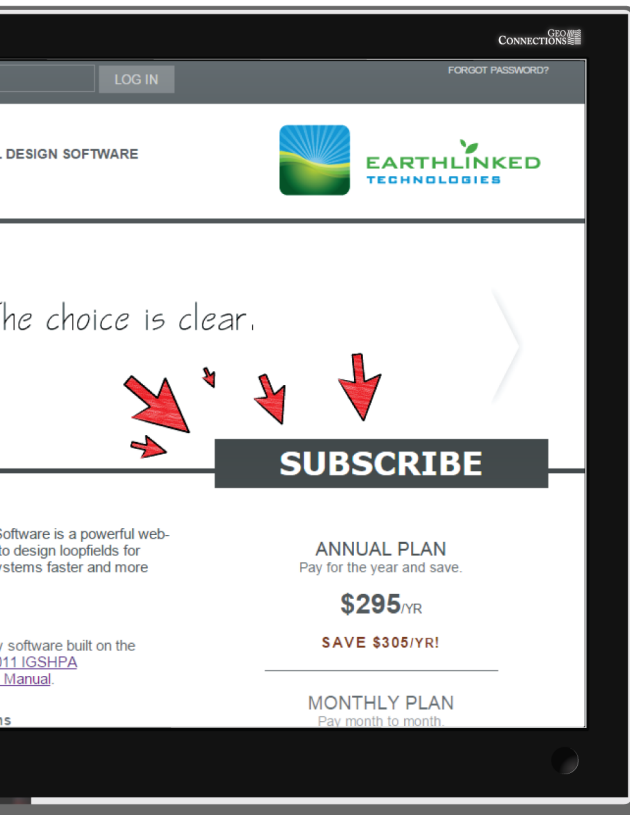 GEO
CONNECTIONS
LOG IN
FORGOT PASSWORD?
DESIGN SOFTWARE
EARTHLINKED
TECHNOLOGIES
The choice is clear.
SUBSCRIBE
Software is a powerful web-
to design loopfields for
ystems faster and more
software built on the
011 IGSHPA
Manual.
ANNUAL PLAN
Pay for the year and save.
$295/YR
SAVE $305/YR!
MONTHLY PLAN
Pay month to month.